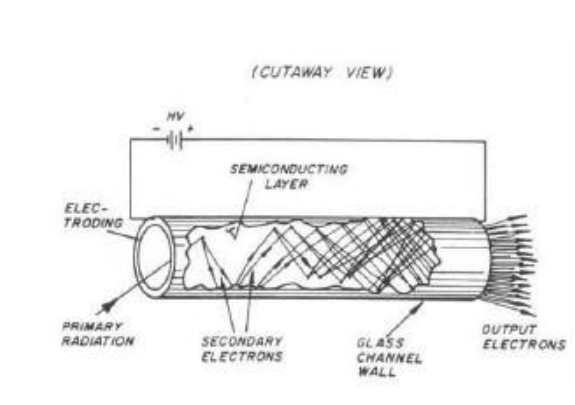 (CUTAWAY VIEW)
HV
- +
SEMICONDUCTING
LAYER
ELEC-
TRODING
PRIMARY
RADIATION
SECONDARY
ELECTRONS
GLASS
CHANNEL
WALL
OUTPUT
ELECTRONS